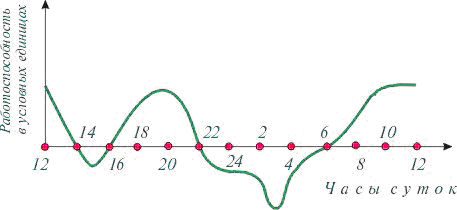 Работоспособность
в условных единицах
14 18 22 2 6 10
12 16 20 24 4 8 12
Часы суток